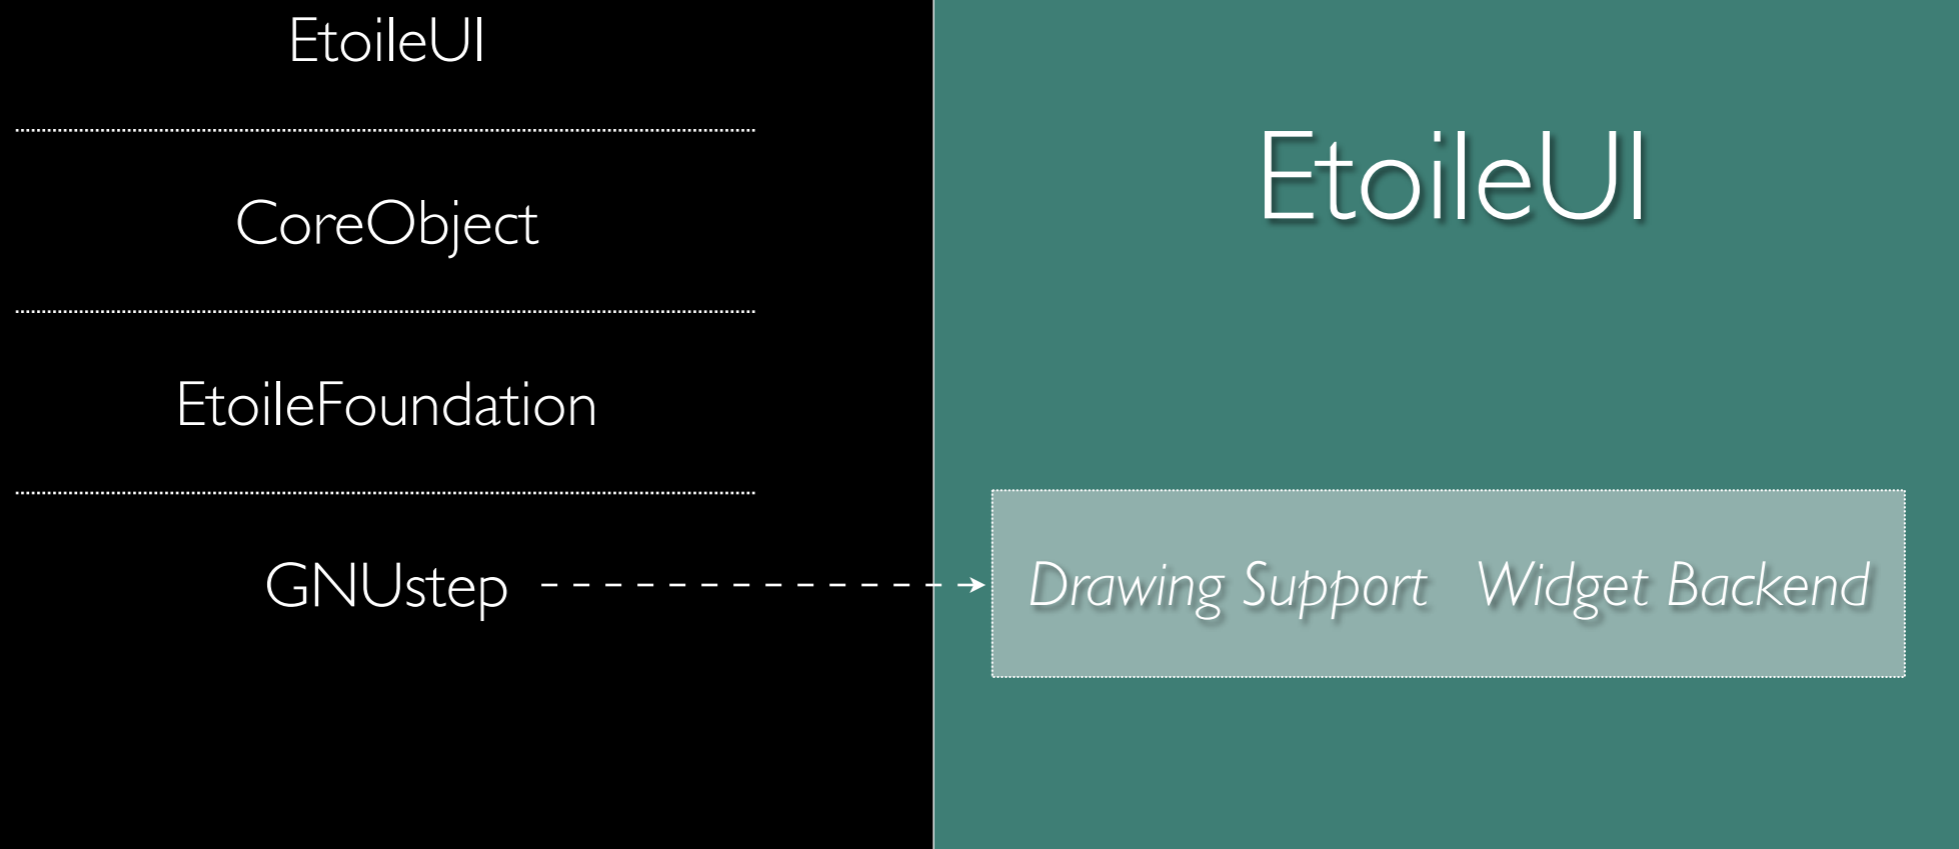 EtoileUI
CoreObject
EtoileFoundation
GNUstep
EtoileUI
Drawing Support Widget Backend